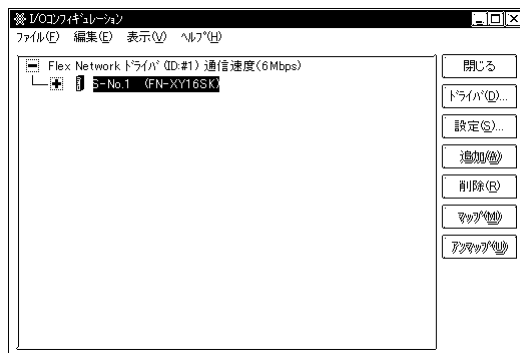 I/Oｺﾝﾌｨｷﾞｭﾚｰｼｮﾝ
ﾌｧｲﾙ(F) 編集(E) 表示(V) ﾍﾙﾌﾟ(H)
Flex Network ﾄﾞﾗｲﾊﾞ (ID:#1) 通信速度(6Mbps)
S-No.1 (FN-XY16SK)
閉じる
ﾄﾞﾗｲﾊﾞ(D)...
設定(S)...
追加(A)
削除(R)
ﾏｯﾌﾟ(M)
ｱﾝﾏｯﾌﾟ(U)